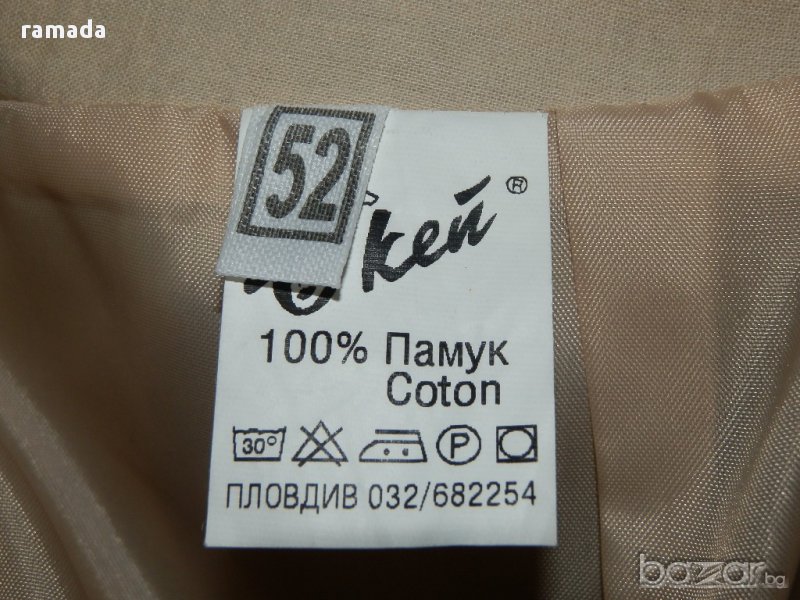 ramada
52
кей ®
100% Памук
Coton
30°
P
ПЛОВДИВ 032/682254
bazar.bg